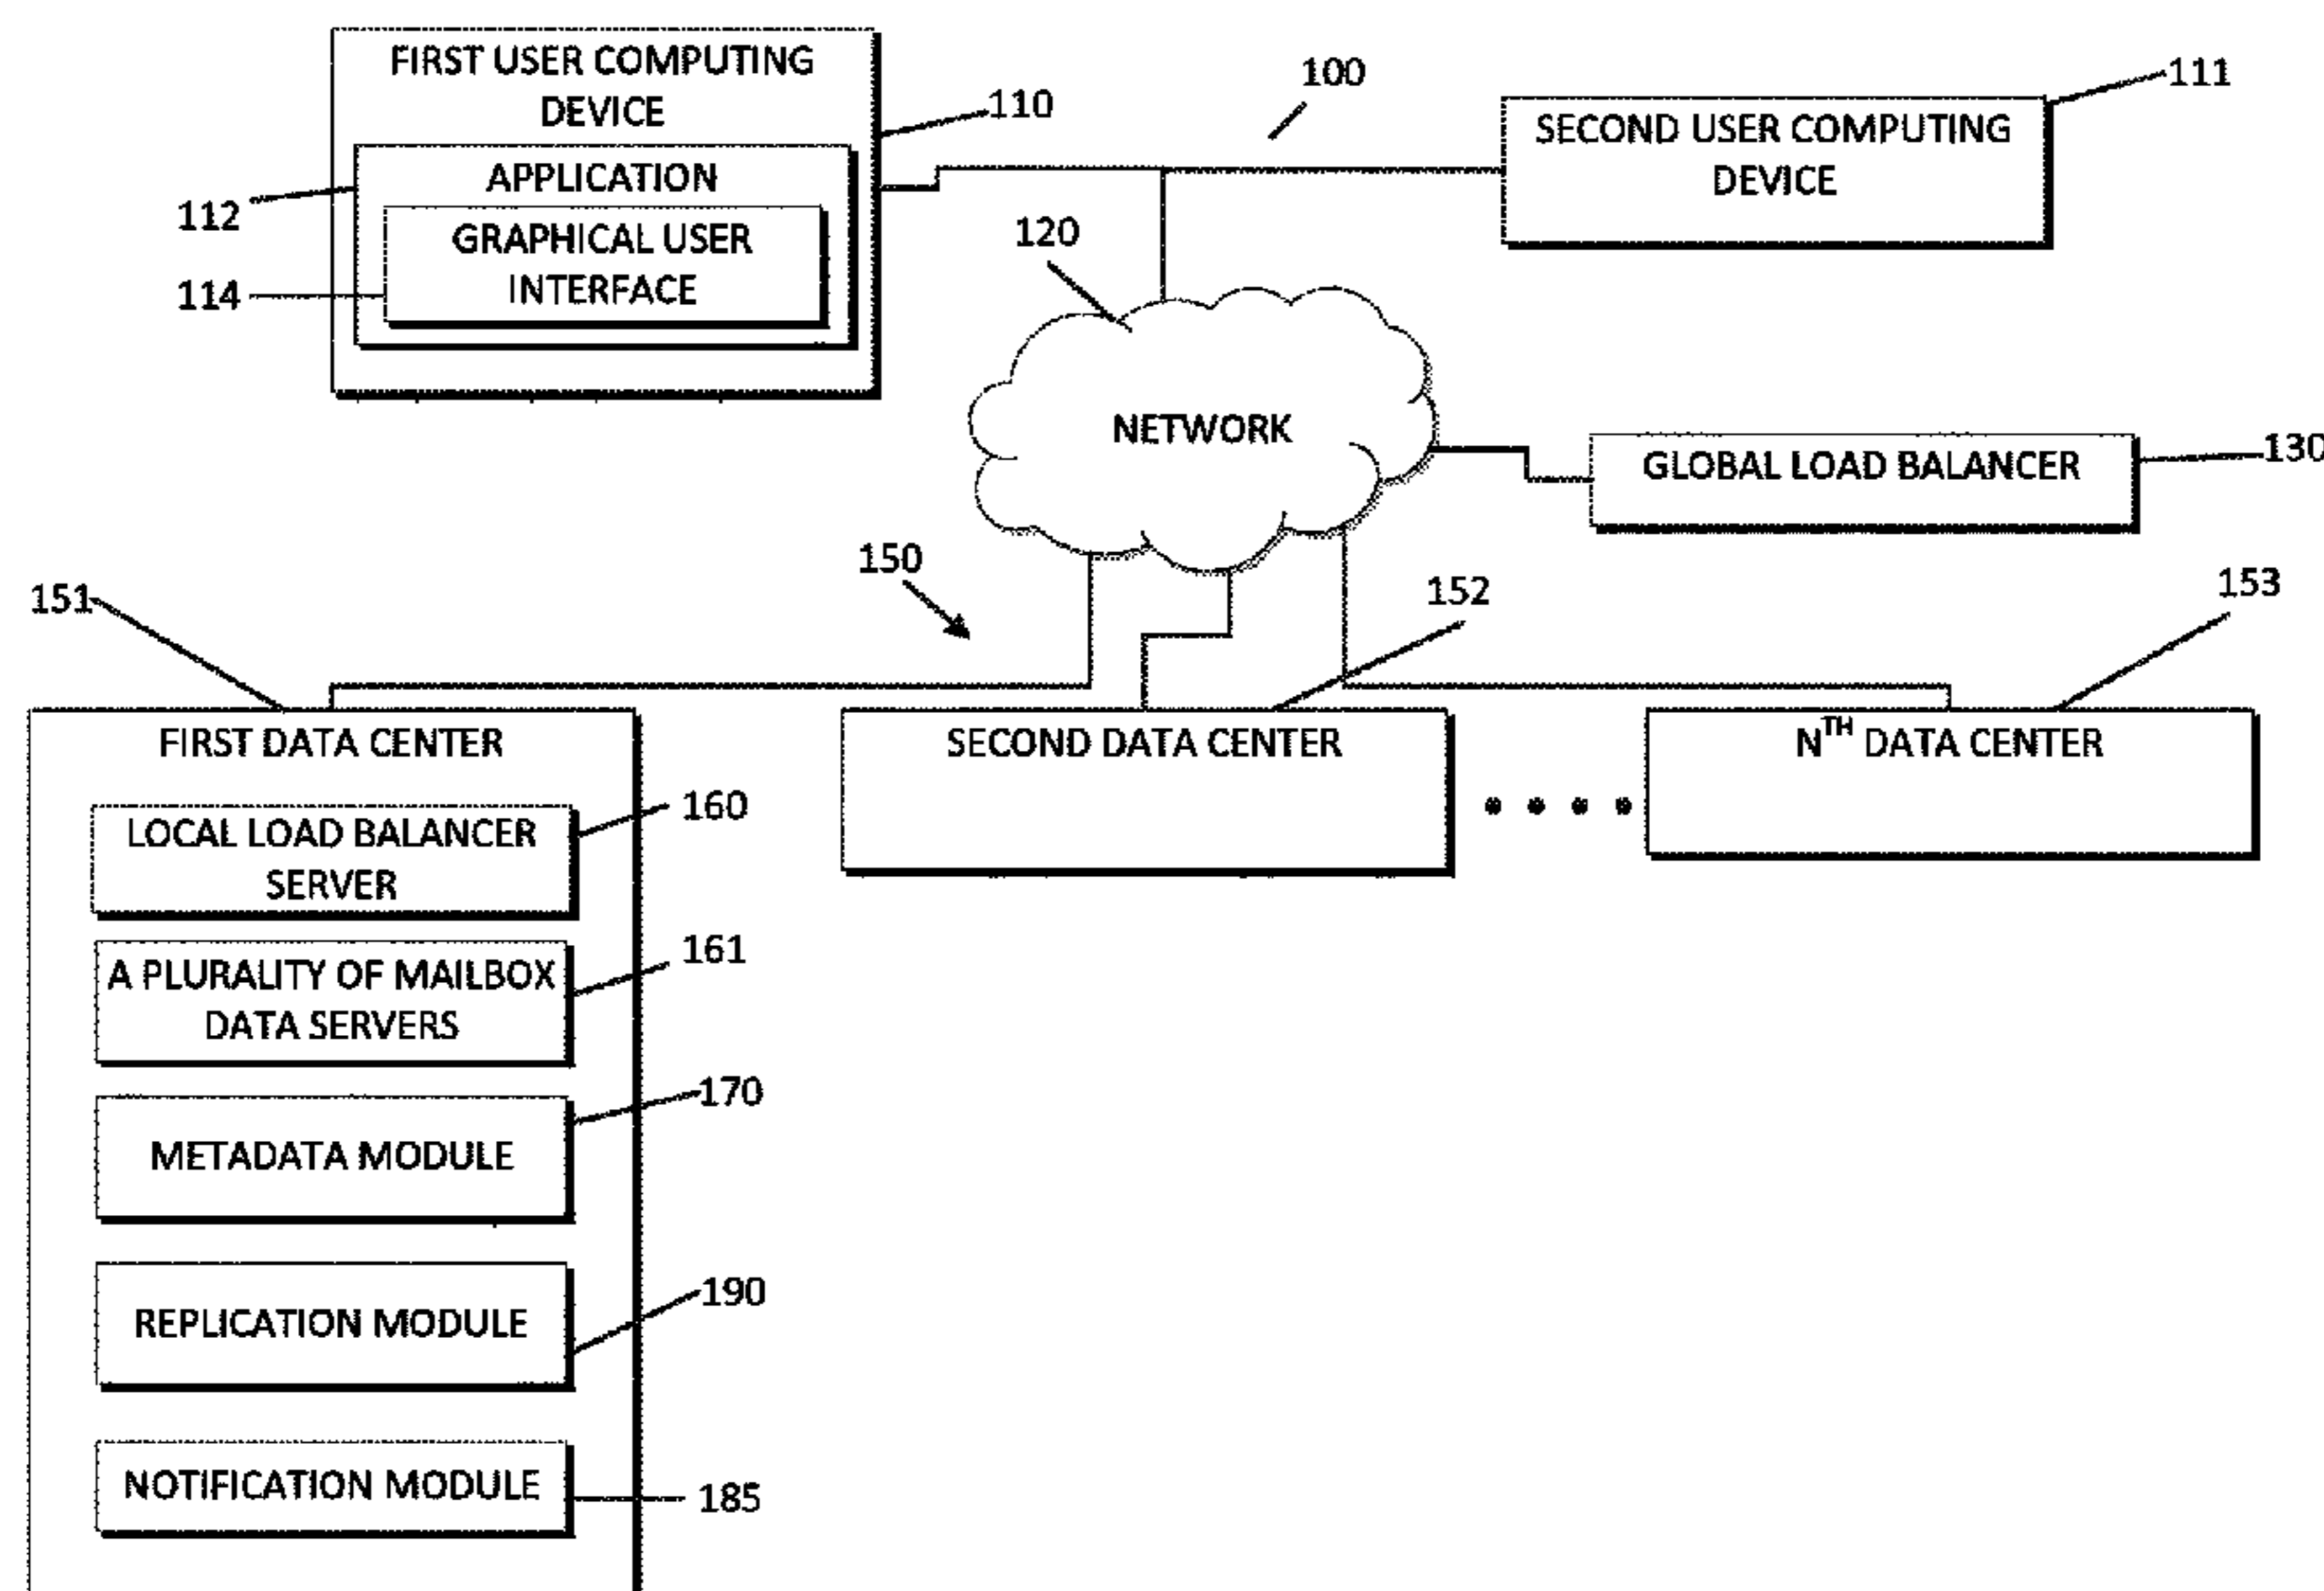 FIRST USER COMPUTING
DEVICE
110
APPLICATION
112
GRAPHICAL USER
INTERFACE
114
100
111
SECOND USER COMPUTING
DEVICE
120
NETWORK
130
GLOBAL LOAD BALANCER
150
151
152
153
FIRST DATA CENTER
SECOND DATA CENTER
NTH DATA CENTER
160
LOCAL LOAD BALANCER
SERVER
161
A PLURALITY OF MAILBOX
DATA SERVERS
170
METADATA MODULE
190
REPLICATION MODULE
NOTIFICATION MODULE
185